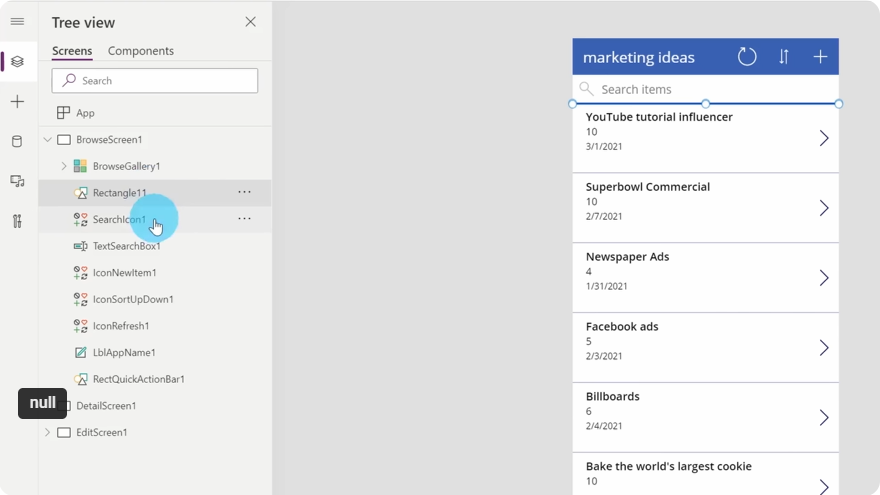 Tree view
Screens
Components
Search
App
BrowseScreen1
BrowseGallery1
Rectangle11
SearchIcon1
TextSearchBox1
IconNewItem1
IconSortUpDown1
IconRefresh1
LblAppName1
RectQuickActionBar1
DetailScreen1
EditScreen1
null
marketing ideas
Search items
YouTube tutorial influencer
10
3/1/2021
Superbowl Commercial
10
2/7/2021
Newspaper Ads
4
1/31/2021
Facebook ads
5
2/3/2021
Billboards
6
2/4/2021
Bake the world's largest cookie
10